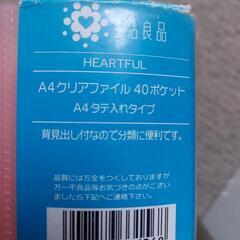 活良品
HEARTFUL
A4クリアファイル 40ポケット
A4タテ入れタイプ
背見出し付なので分類に便利です。
品質には万全をつくしておりますが
万一不良品等お気づきの点がござい
ましたら下記へご連絡下さい。